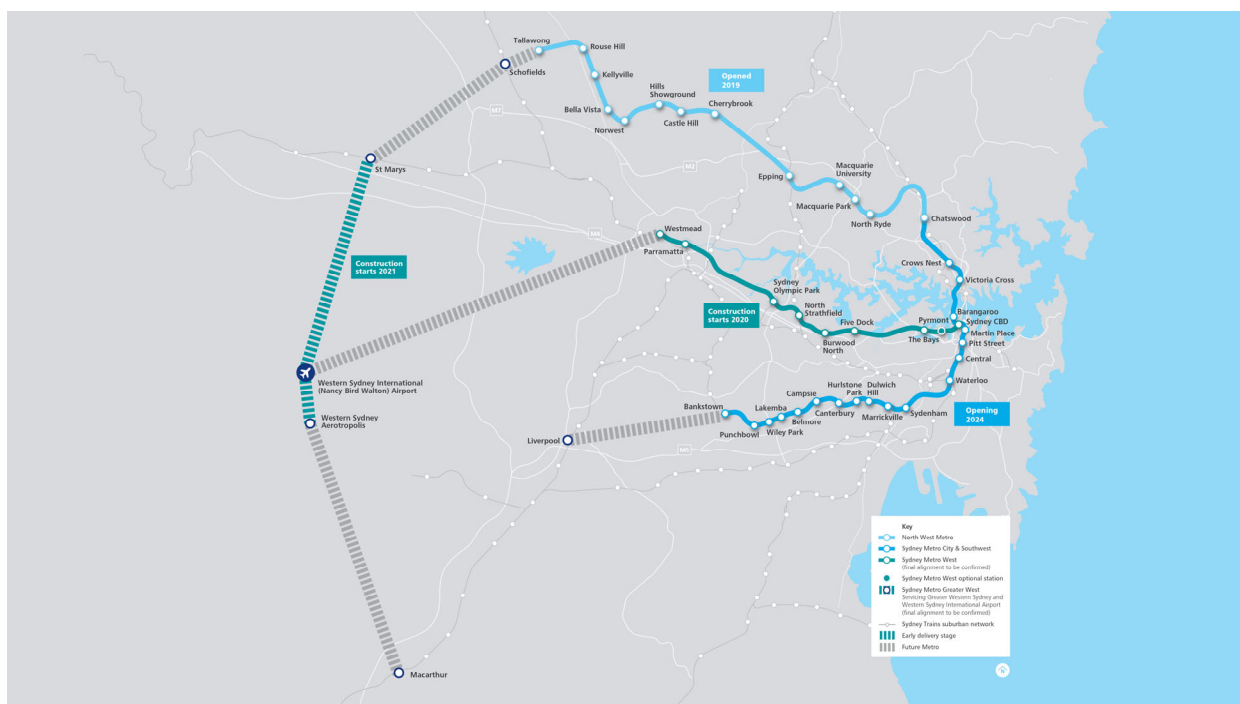 Tallawong
Rouse Hill
Schofields
Kellyville
Opened
2019
Hills
Showground
Cherrybrook
Bella Vista
M7
Castle Hill
Norwest
St Marys
M2
Macquarie
University
Epping
Macquarie Park
North Ryde
Chatswood
Westmead
M4
Parramatta
Crows Nest
Construction
starts 2021
Victoria Cross
Sydney
Olympic Park
Construction
starts 2020
North
Strathfield
Five Dock
Pyrmont
Barangaroo
Sydney CBD
Martin Place
Burwood
North
The Bays
Pitt Street
Central
Western Sydney International
(Nancy Bird Walton) Airport
Waterloo
Campsie
Hurlstone
Park
Dulwich
Hill
Bankstown
Lakemba
Canterbury
Marrickville
Sydenham
Opening
2024
Western Sydney
Aerotropolis
Belmore
Wiley Park
Punchbowl
Liverpool
M5
Macarthur
Key
North West Metro
Sydney Metro City & Southwest
Sydney Metro West
(final alignment to be confirmed)
Sydney Metro West optional station
Sydney Metro Greater West
Servicing Greater Western Sydney and
Western Sydney International Airport
(final alignment to be confirmed)
Sydney Trains suburban network
Early delivery stage
Future Metro
N